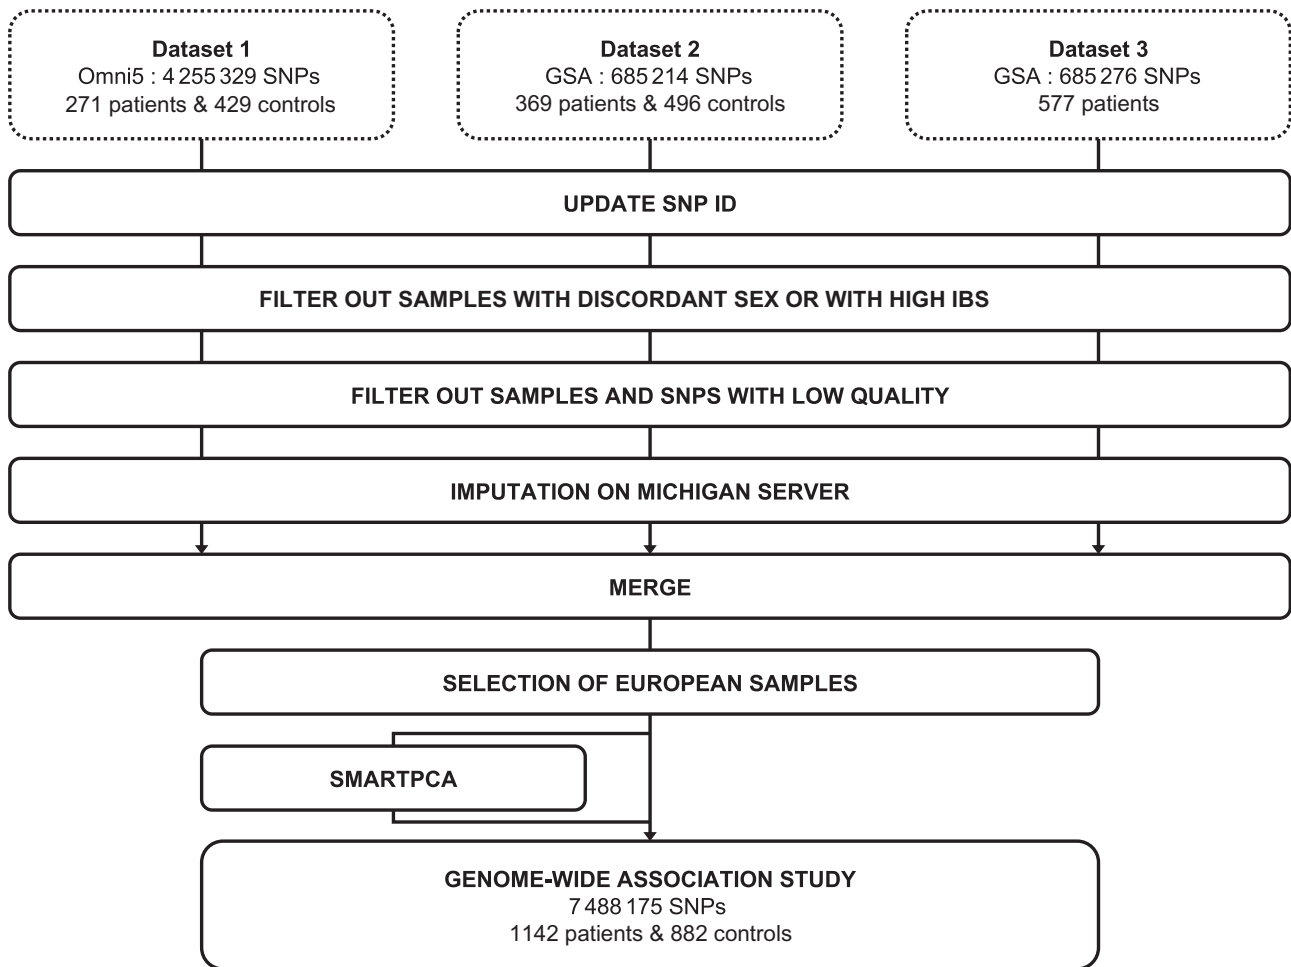 Dataset 1
Omni5 : 4 255 329 SNPs
271 patients & 429 controls
Dataset 2
GSA : 685 214 SNPs
369 patients & 496 controls
Dataset 3
GSA : 685 276 SNPs
577 patients
UPDATE SNP ID
FILTER OUT SAMPLES WITH DISCORDANT SEX OR WITH HIGH IBS
FILTER OUT SAMPLES AND SNPS WITH LOW QUALITY
IMPUTATION ON MICHIGAN SERVER
MERGE
SELECTION OF EUROPEAN SAMPLES
SMARTPCA
GENOME-WIDE ASSOCIATION STUDY
7 488 175 SNPs
1142 patients & 882 controls